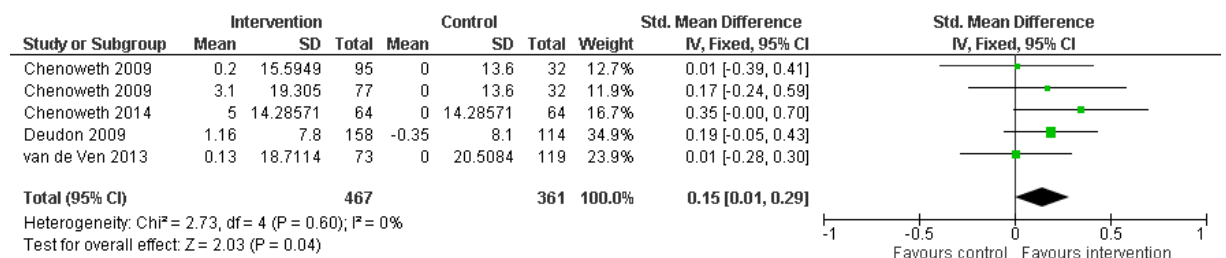 Intervention Control Std. Mean Difference Std. Mean Difference
Study or Subgroup Mean SD Total Mean SD Total Weight IV, Fixed, 95% CI IV, Fixed, 95% CI
Chenoweth 2009 0.2 15.5949 95 0 13.6 32 12.7% 0.01 [-0.39, 0.41]
Chenoweth 2009 3.1 19.305 77 0 13.6 32 11.9% 0.17 [-0.24, 0.59]
Chenoweth 2014 5 14.28571 64 0 14.28571 64 16.7% 0.35 [-0.00, 0.70]
Deudon 2009 1.16 7.8 158 -0.35 8.1 114 34.9% 0.19 [-0.05, 0.43]
van de Ven 2013 0.13 18.7114 73 0 20.5084 119 23.9% 0.01 [-0.28, 0.30]
Total (95% CI) 467 361 100.0% 0.15 [0.01, 0.29]
Heterogeneity: Chi² = 2.73, df = 4 (P = 0.60); I² = 0%
Test for overall effect: Z = 2.03 (P = 0.04)
-1 -0.5 0 0.5 1
Favours control Favours intervention